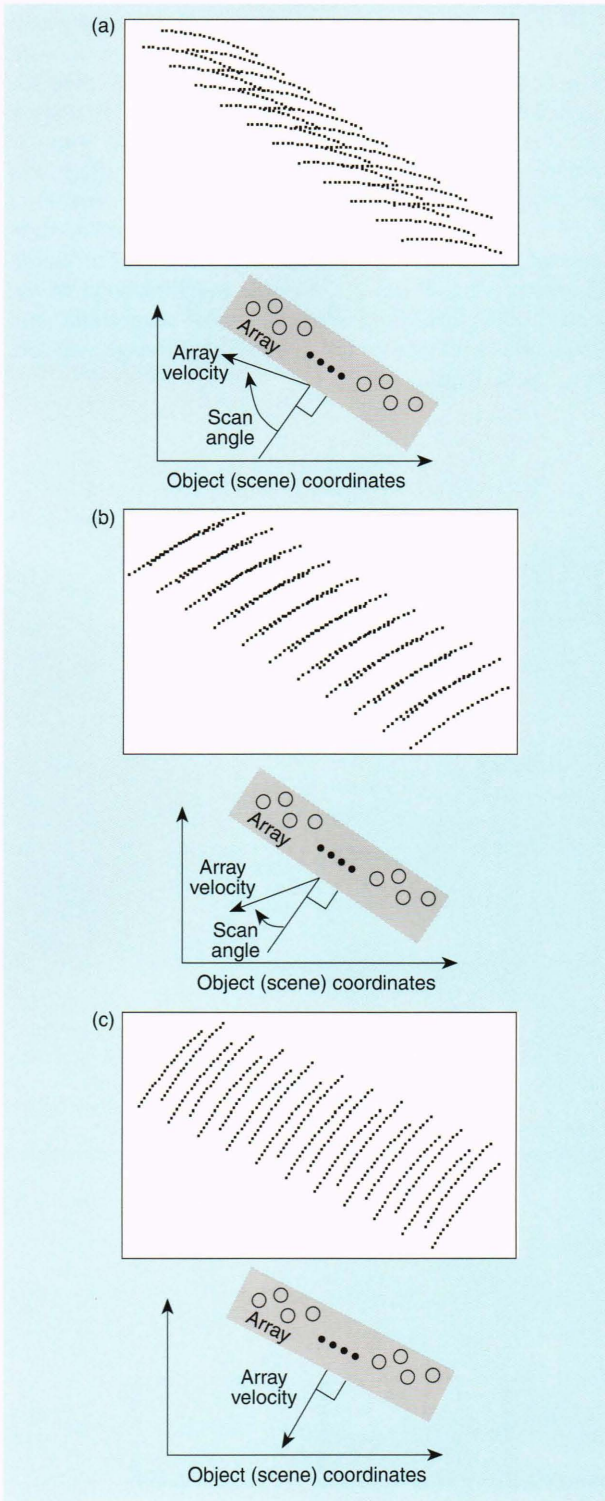 (a)
Array
Array
velocity
Scan
angle
Object (scene) coordinates
(b)
Array
Array
velocity
Scan
angle
Object (scene) coordinates
(c)
Array
Array
velocity
Object (scene) coordinates